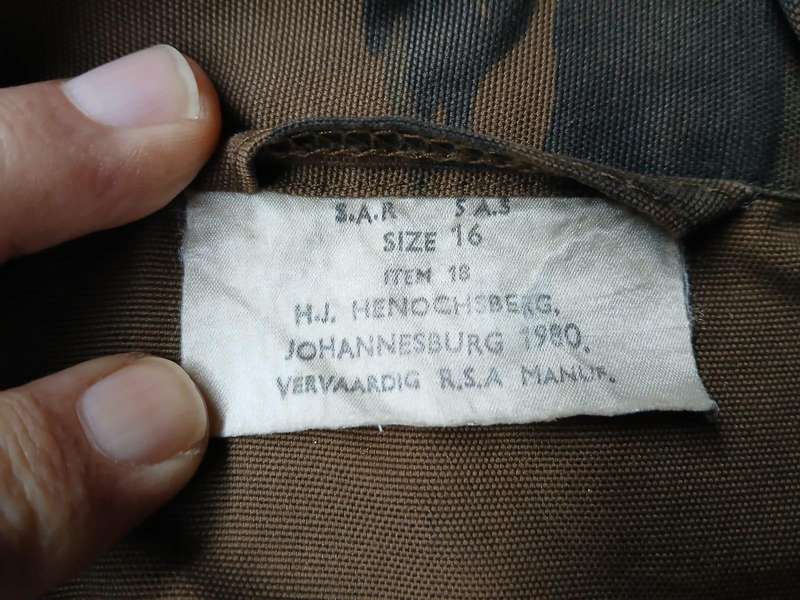 S.A.R S.A.S
SIZE 16
ITEM 18
H.J. HENOCHSBERG,
JOHANNESBURG 1980.
VERVAARDIG R.S.A MANUF.